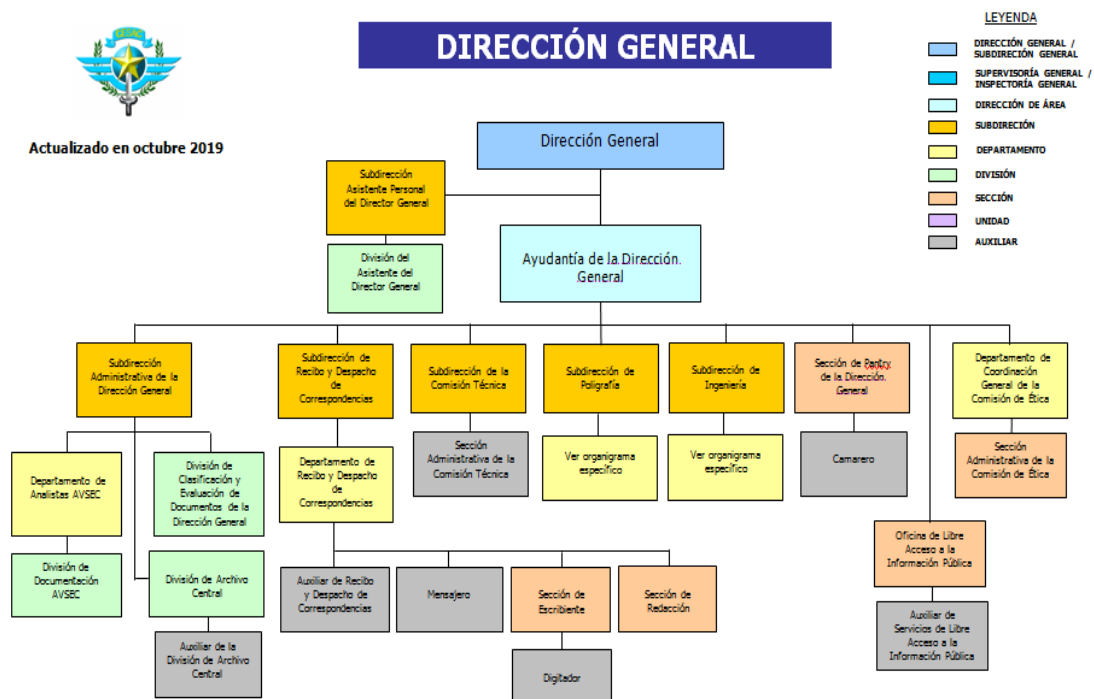 DIRECCIÓN GENERAL
LEYENDA
DIRECCIÓN GENERAL /
SUBDIRECIÓN GENERAL
SUPERVISORÍA GENERAL /
INSPECTORÍA GENERAL
DIRECCIÓN DE ÁREA
SUBDIRECIÓN
DEPARTAMENTO
DIVISIÓN
SECCIÓN
UNIDAD
AUXILIAR
Actualizado en octubre 2019
Dirección General
Subdirección
Asistente Personal
del Director General
División del
Asistente del
Director General
Ayudantía de la Dirección.
General
Subdirección
Administrativa de la
Dirección General
Subdirección de
Recibo y Despacho
de
Correspondencias
Subdirección de la
Comisión Técnica
Subdirección de
Poligrafía
Subdirección de
Ingeniería
Sección de Pantry
de la Dirección.
General
Departamento de
Coordinación
General de la
Comisión de Ética
Departamento de
Analistas AVSEC
División de
Clasificación y
Evaluación de
Documentos de la
Dirección General
Departamento de
Recibo y Despacho
de
Correspondencias
Sección
Administrativa de la
Comisión Técnica
Ver organigrama
específico
Ver organigrama
específico
Camarero
Sección
Administrativa de la
Comisión de Ética
División de
Documentación
AVSEC
División de Archivo
Central
Auxiliar de la
División de Archivo
Central
Auxiliar de Recibo
y Despacho de
Correspondencias
Mensajero
Sección de
Escribiente
Sección de
Redacción
Digitador
Oficina de Libre
Acceso a la
Información Pública
Auxiliar de
Servicios de Libre
Acceso a la
Información Pública